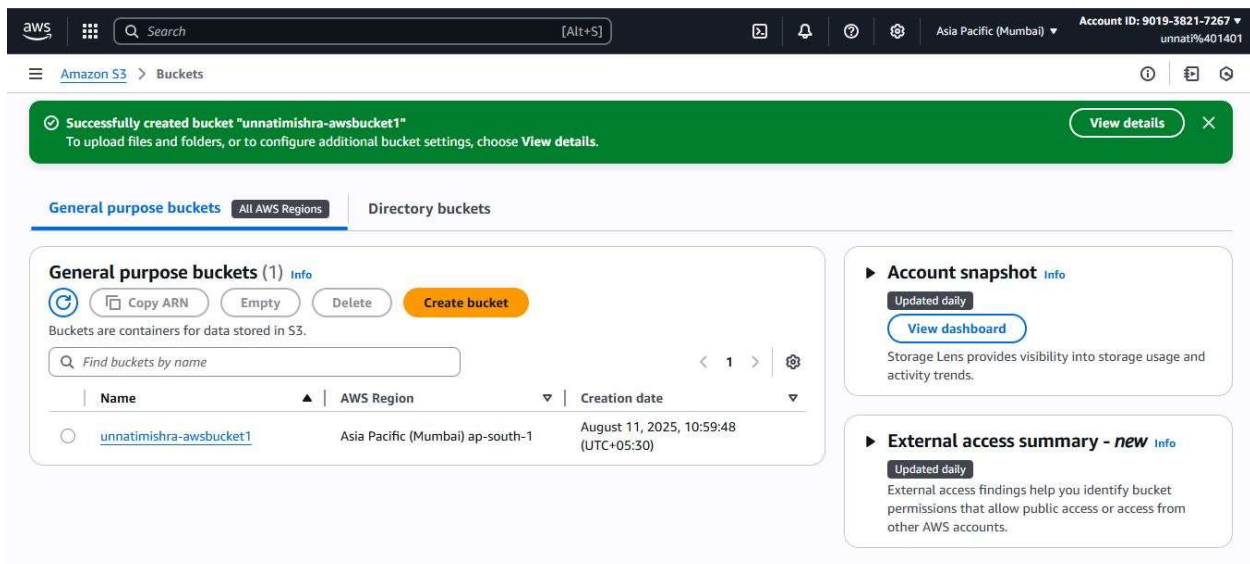 aws
Search [Alt+S]
Asia Pacific (Mumbai) ▼
Account ID: 9019-3821-7267 ▼
unnati%401401
Amazon S3 > Buckets
Successfully created bucket "unnatimishra-awsbucket1"
To upload files and folders, or to configure additional bucket settings, choose View details.
View details
General purpose buckets All AWS Regions
Directory buckets
General purpose buckets (1) Info
Copy ARN Empty Delete Create bucket
Buckets are containers for data stored in S3.
Find buckets by name
< 1 >
Name AWS Region Creation date
unnatimishra-awsbucket1 Asia Pacific (Mumbai) ap-south-1 August 11, 2025, 10:59:48
(UTC+05:30)
Account snapshot Info
Updated daily
View dashboard
Storage Lens provides visibility into storage usage and
activity trends.
External access summary - new Info
Updated daily
External access findings help you identify bucket
permissions that allow public access or access from
other AWS accounts.